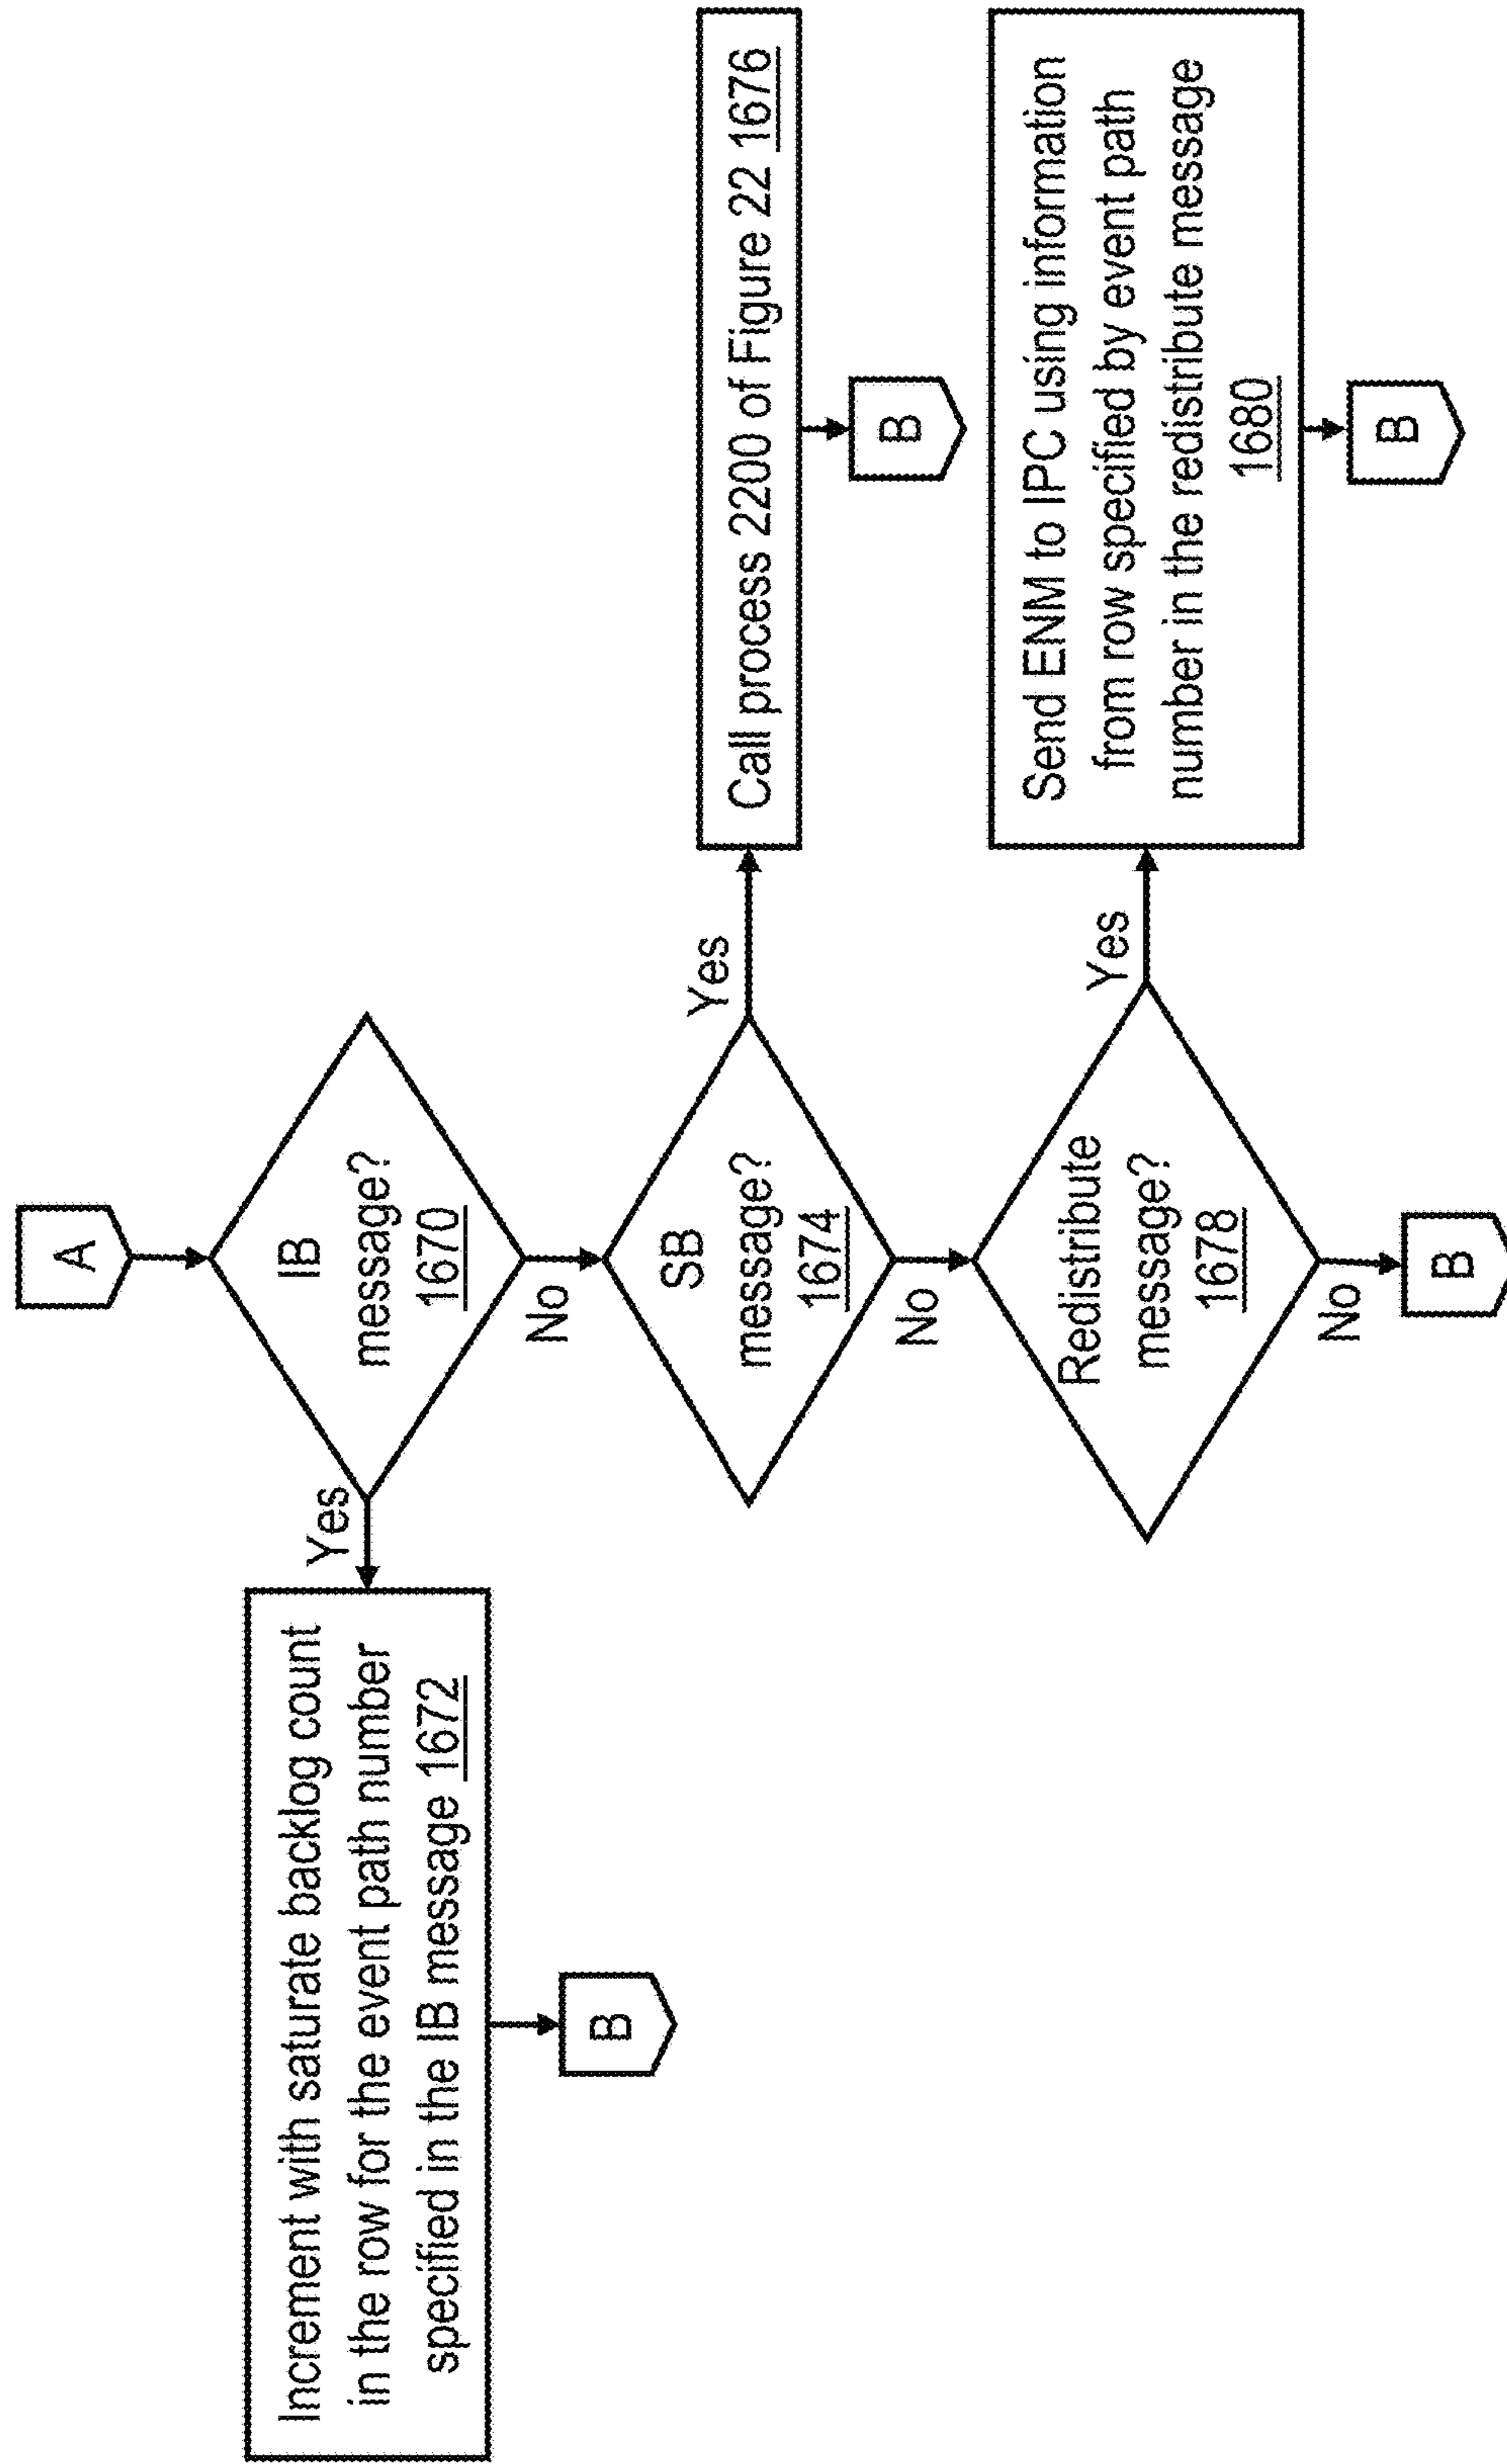 A
IB
message?
1670
Yes
Increment with saturate backlog count
in the row for the event path number
specified in the IB message 1672
B
No
SB
message?
1674
Yes
Call process 2200 of Figure 22 1676
B
No
Redistribute
message?
1678
Yes
Send ENM to IPC using information
from row specified by event path
number in the redistribute message
1680
B
No
B